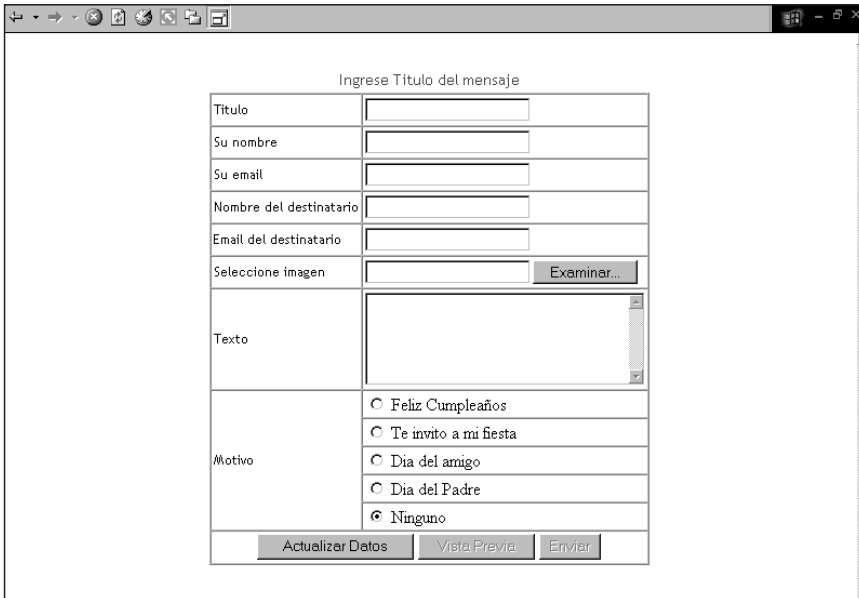 Ingrese Titulo del mensaje
Titulo
Su nombre
Su email
Nombre del destinatario
Email del destinatario
Seleccione imagen Examinar...
Texto
Motivo
Feliz Cumpleaños
Te invito a mi fiesta
Dia del amigo
Dia del Padre
Ninguno
Actualizar Datos Vista Previa Enviar